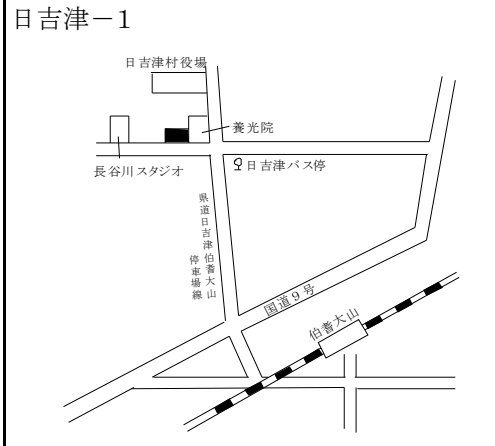 日吉津－1
日吉津村役場
養光院
長谷川スタジオ
日吉津バス停
県道日吉津伯耆大山
停車場線
国道9号
伯耆大山